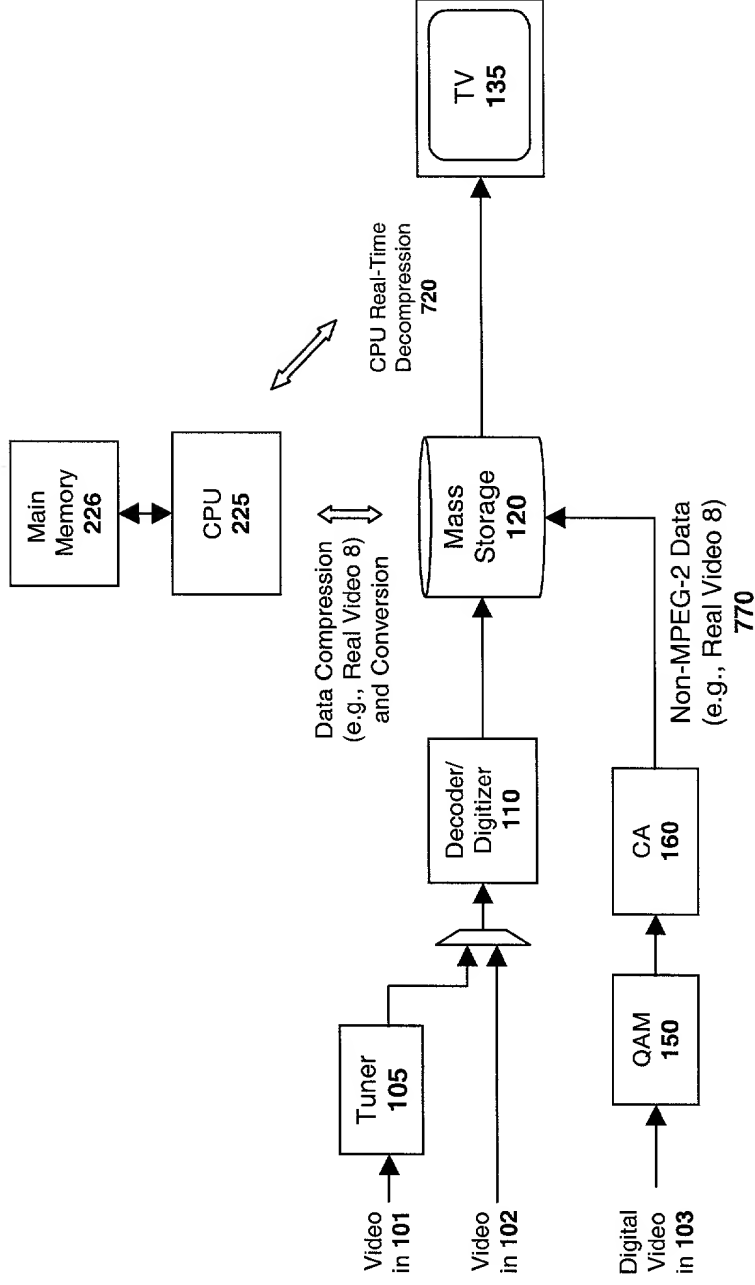 Main
Memory
226
CPU
225
CPU Real-Time
Decompression
720
TV
135
Data Compression
(e.g., Real Video 8)
and Conversion
Mass
Storage
120
Decoder/
Digitizer
110
Tuner
105
Video
in 101
Video
in 102
Non-MPEG-2 Data
(e.g., Real Video 8)
770
CA
160
QAM
150
Digital
Video
in 103